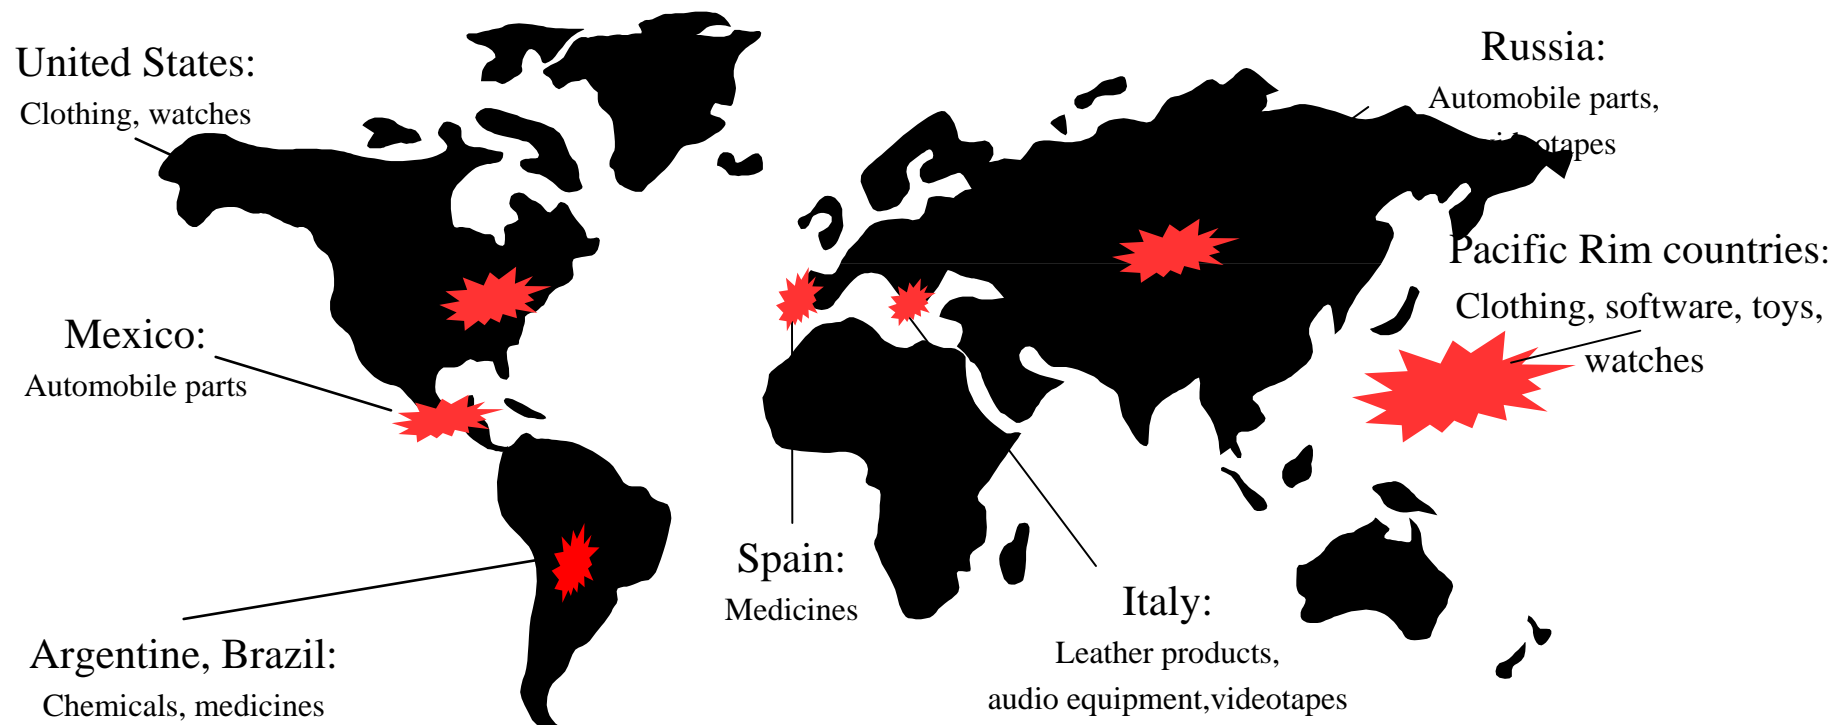 United States:
Clothing, watches
Russia:
Automobile parts,
videotapes
Pacific Rim countries:
Clothing, software, toys,
watches
Mexico:
Automobile parts
Spain:
Medicines
Italy:
Leather products,
audio equipment,videotapes
Argentine, Brazil:
Chemicals, medicines